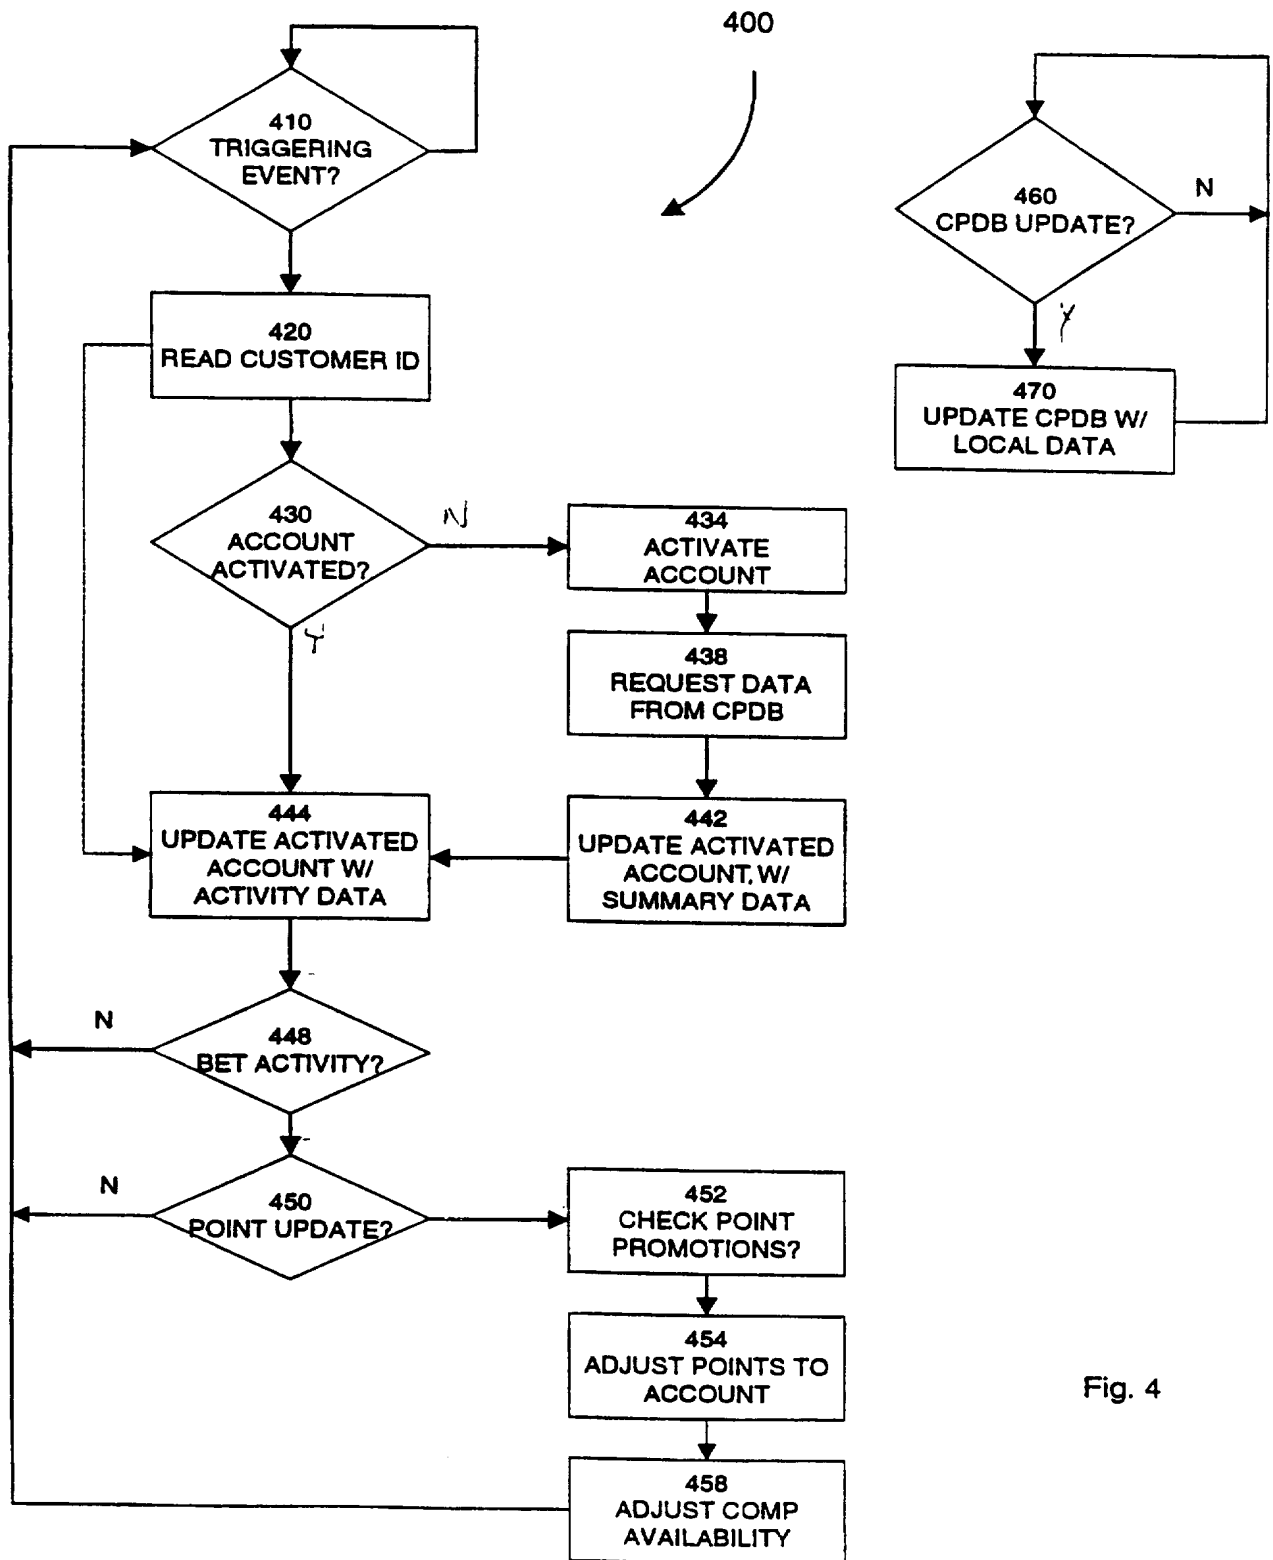 400
410
TRIGGERING
EVENT?
460
CPDB UPDATE?
N
Y
420
READ CUSTOMER ID
470
UPDATE CPDB W/
LOCAL DATA
430
ACCOUNT
ACTIVATED?
N
Y
434
ACTIVATE
ACCOUNT
438
REQUEST DATA
FROM CPDB
444
UPDATE ACTIVATED
ACCOUNT W/
ACTIVITY DATA
442
UPDATE ACTIVATED
ACCOUNT, W/
SUMMARY DATA
448
BET ACTIVITY?
N
450
POINT UPDATE?
N
452
CHECK POINT
PROMOTIONS?
454
ADJUST POINTS TO
ACCOUNT
458
ADJUST COMP
AVAILABILITY
Fig. 4